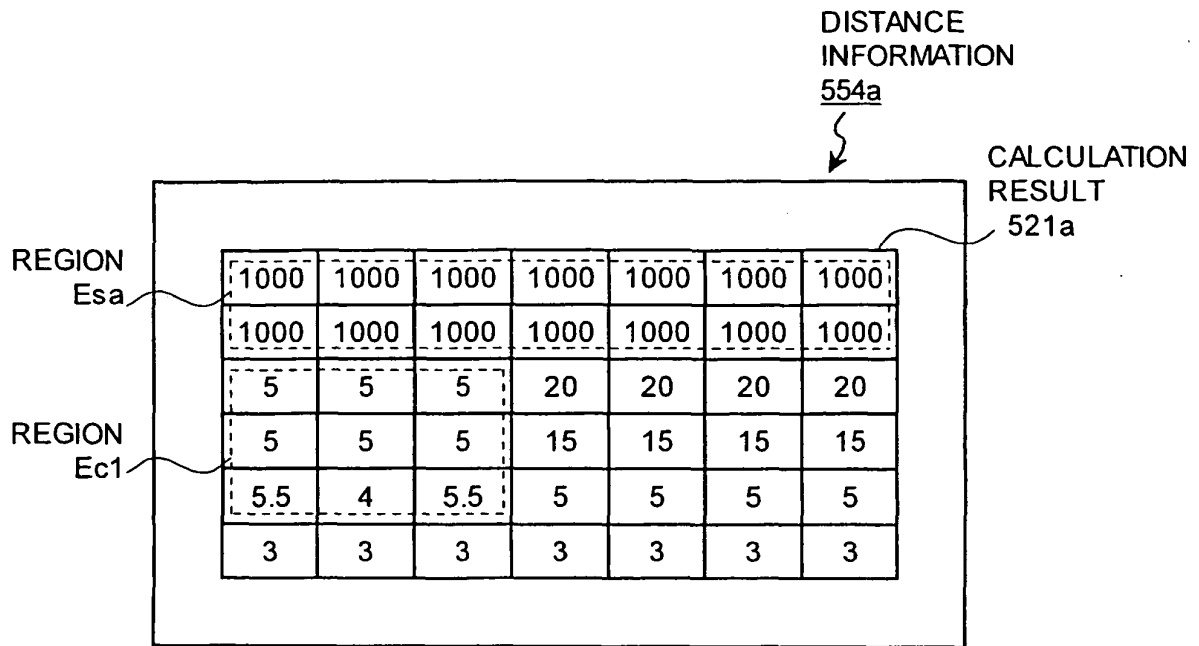 DISTANCE
INFORMATION
554a
CALCULATION
RESULT
521a
REGION
Esa
1000 1000 1000 1000 1000 1000 1000
1000 1000 1000 1000 1000 1000 1000
5 5 5 20 20 20 20
REGION
Ec1
5 5 5 15 15 15 15
5.5 4 5.5 5 5 5 5
3 3 3 3 3 3 3